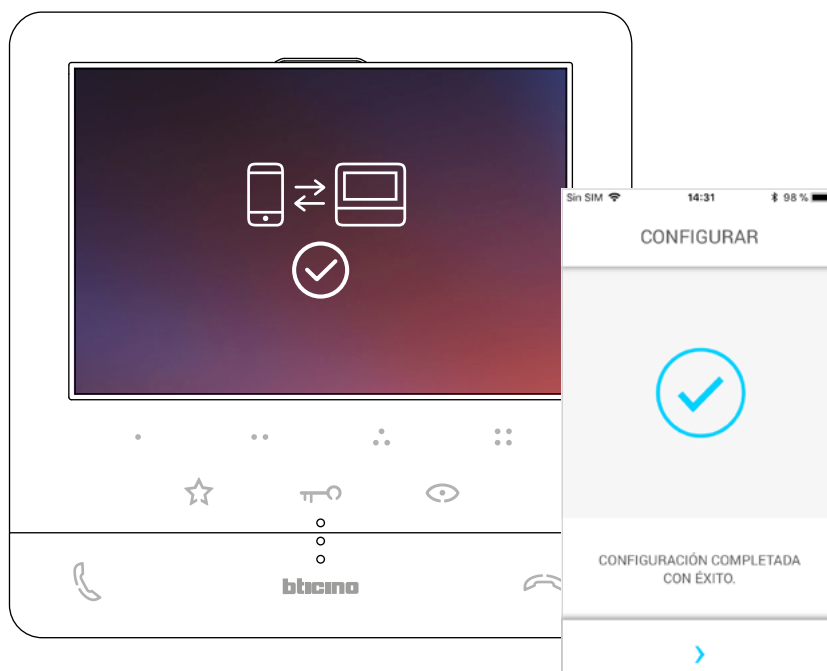 bticino
Sin SIM 14:31 98 %
CONFIGURAR
CONFIGURACIÓN COMPLETADA
CON ÉXITO.